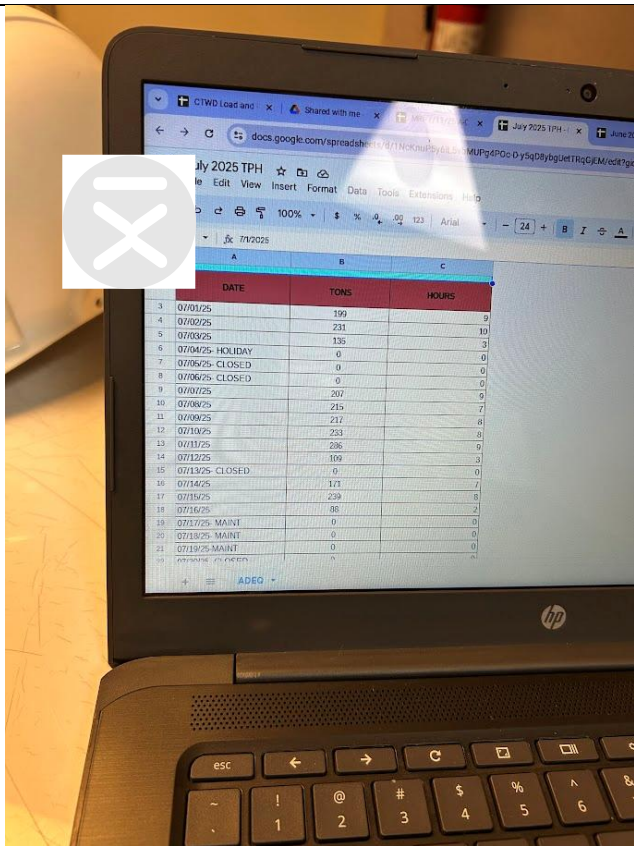 CTWD Load and
Shared with me
July 2025 TPH -
June 20
docs.google.com/spreadsheets/d/
uly 2025 TPH
le Edit View Insert Format Data Tools Extensions Help
100% $ % .0 .00 123 Arial - 24 + B I A
fx 7/1/2025
A B C
DATE TONS HOURS
3 07/01/25 199 9
4 07/02/25 231 10
5 07/03/25 135 3
6 07/04/25- HOLIDAY 0 0
7 07/05/25- CLOSED 0 0
8 07/06/25- CLOSED 0 0
9 07/07/25 207 9
10 07/08/25 215 7
11 07/09/25 217 8
12 07/10/25 233 8
13 07/11/25 286 9
14 07/12/25 109 3
15 07/13/25- CLOSED 0 0
16 07/14/25 171 7
17 07/15/25 239 8
18 07/16/25 88 2
19 07/17/25- MAINT 0 0
20 07/18/25- MAINT 0 0
21 07/19/25-MAINT 0 0
+ ADEQ
hp
esc
~ ! @ # $ % ^ &
1 2 3 4 5 6